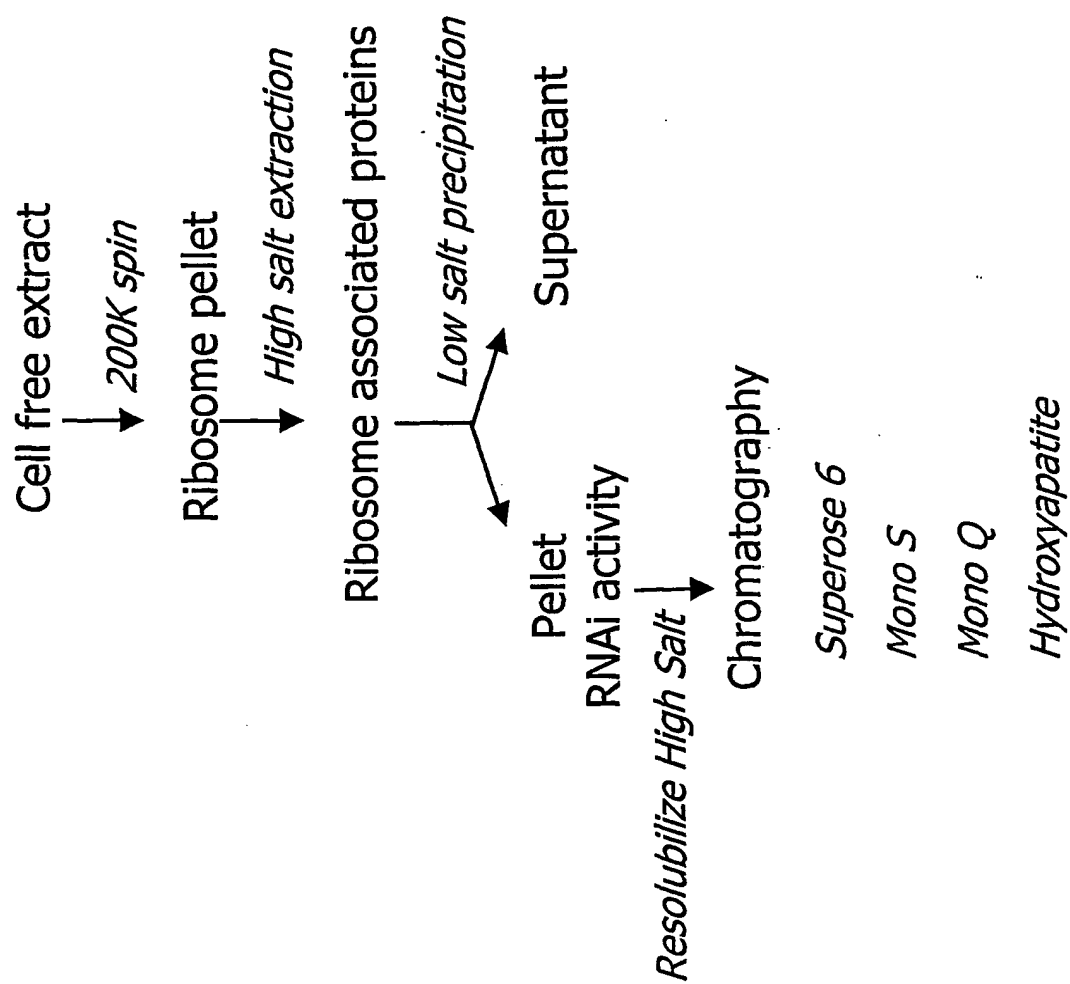 Cell free extract
200K spin
Ribosome pellet
High salt extraction
Ribosome associated proteins
Low salt precipitation
Pellet
RNAi activity
Supernatant
Resolubilize High Salt
Chromatography
Superose 6
Mono S
Mono Q
Hydroxyapatite